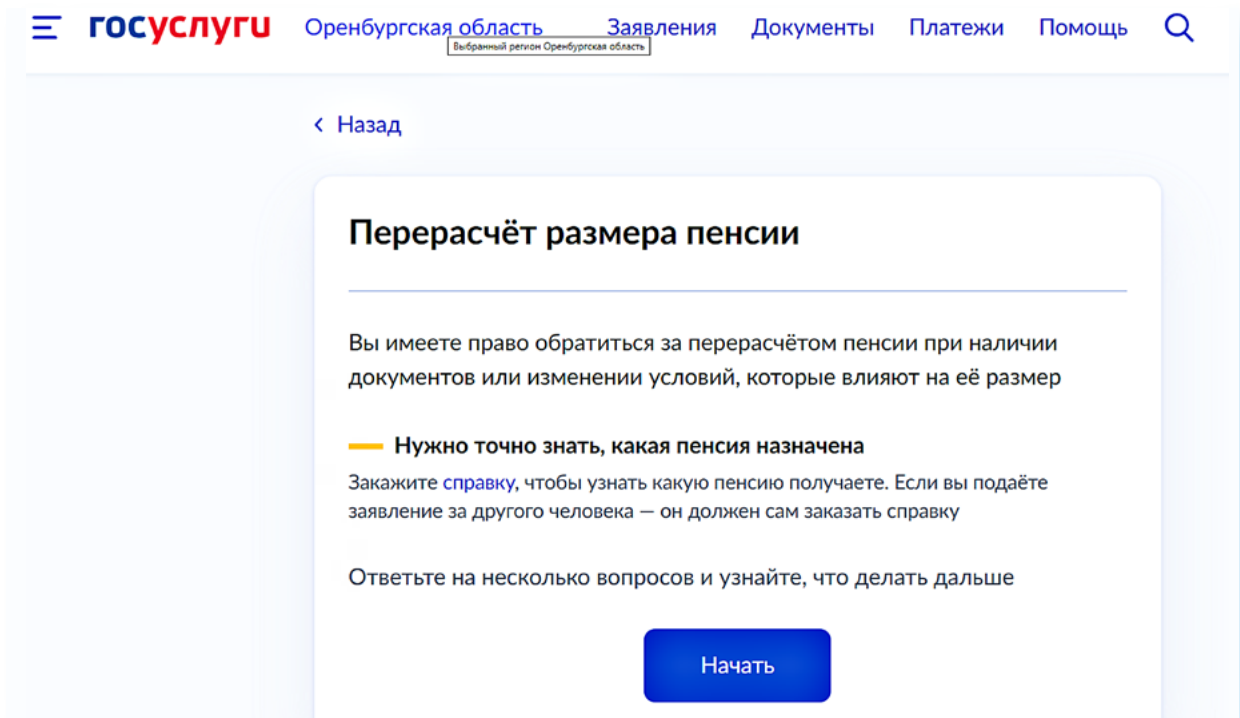 госуслуги Оренбургская область Заявления Документы Платежи Помощь
Выбранный регион Оренбургская область
Назад
Перерасчёт размера пенсии
Вы имеете право обратиться за перерасчётом пенсии при наличии
документов или изменении условий, которые влияют на её размер
Нужно точно знать, какая пенсия назначена
Закажите справку, чтобы узнать какую пенсию получаете. Если вы подаёте
заявление за другого человека — он должен сам заказать справку
Ответьте на несколько вопросов и узнайте, что делать дальше
Начать